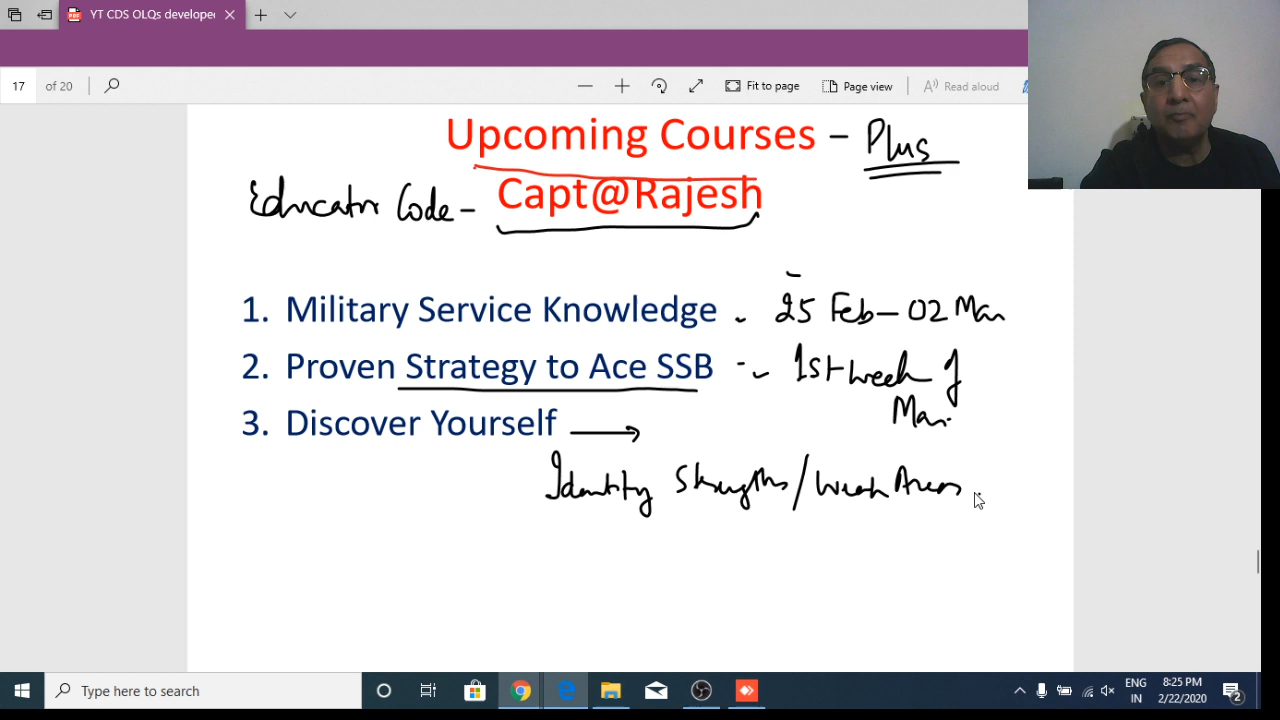 YT CDS OLQs develope
17 of 20
Fit to page
Page view
Read aloud
Upcoming Courses – Plus
Educator Code – Capt@Rajesh
1. Military Service Knowledge - 25 Feb – 02 Mar
2. Proven Strategy to Ace SSB - 1st week of
Mar.
3. Discover Yourself →
Identity Strengths / Weak Areas
Type here to search
ENG
IN
8:25 PM
2/22/2020
2